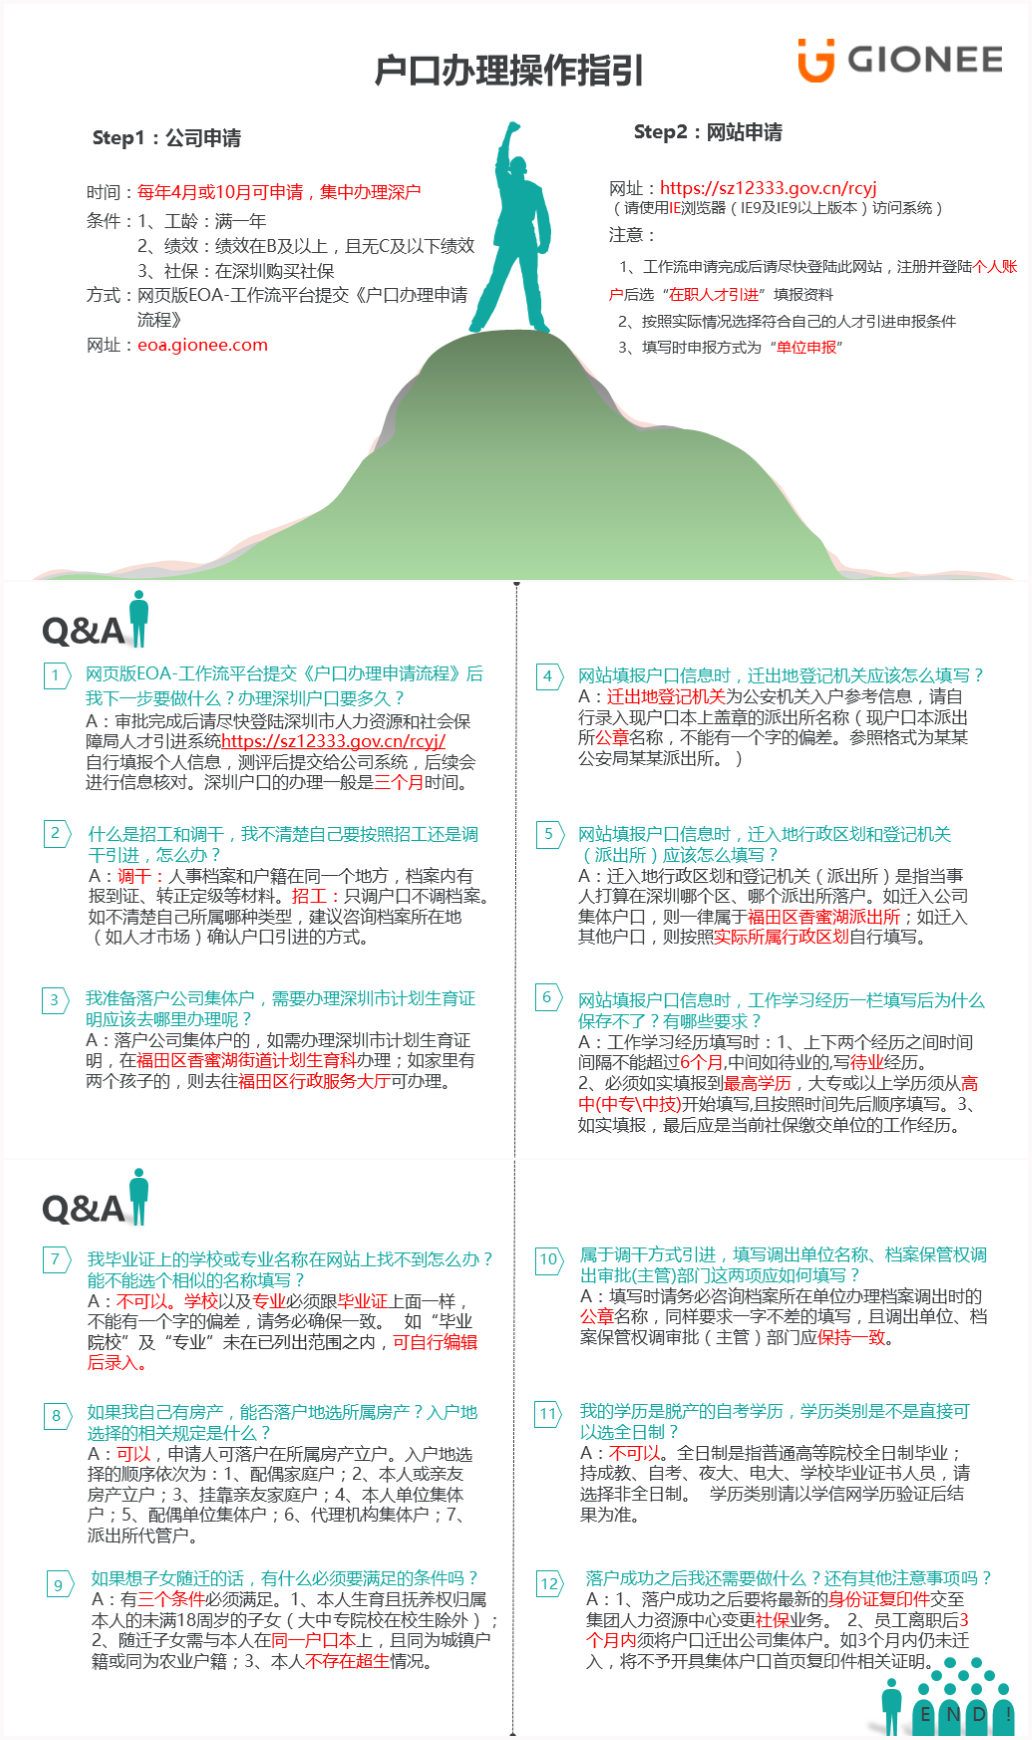 户口办理操作指引
GIONEE
Step1：公司申请
时间：每年4月或10月可申请，集中办理深户
条件：1、工龄：满一年
2、绩效：绩效在B及以上，且无C及以下绩效
3、社保：在深圳购买社保
方式：网页版EOA-工作流平台提交《户口办理申请
流程》
网址：eoa.gionee.com
Step2：网站申请
网址：https://sz12333.gov.cn/rcyj
（请使用IE浏览器（IE9及IE9以上版本）访问系统）
注意：
1、工作流申请完成后请尽快登陆此网站，注册并登陆个人账
户后选“在职人才引进”填报资料
2、按照实际情况选择符合自己的人才引进申报条件
3、填写时申报方式为“单位申报”
Q&A
1
网页版EOA-工作流平台提交《户口办理申请流程》后
我下一步要做什么？办理深圳户口要多久？
A：审批完成后请尽快登陆深圳市人力资源和社会保
障局人才引进系统https://sz12333.gov.cn/rcyj/
自行填报个人信息，测评后提交给公司系统，后续会
进行信息核对。深圳户口的办理一般是三个月时间。
2
什么是招工和调干，我不清楚自己要按照招工还是调
干引进，怎么办？
A：调干：人事档案和户籍在同一个地方，档案内有
报到证、转正定级等材料。招工：只调户口不调档案。
如不清楚自己所属哪种类型，建议咨询档案所在地
（如人才市场）确认户口引进的方式。
3
我准备落户公司集体户，需要办理深圳市计划生育证
明应该去哪里办理呢？
A：落户公司集体户的，如需办理深圳市计划生育证
明，在福田区香蜜湖街道计划生育科办理；如家里有
两个孩子的，则去往福田区行政服务大厅可办理。
4
网站填报户口信息时，迁出地登记机关应该怎么填写？
A：迁出地登记机关为公安机关入户参考信息，请自
行录入现户口本上盖章的派出所名称（现户口本派出
所公章名称，不能有一个字的偏差。参照格式为某某
公安局某某派出所。）
5
网站填报户口信息时，迁入地行政区划和登记机关
（派出所）应该怎么填写？
A：迁入地行政区划和登记机关（派出所）是指当事
人打算在深圳哪个区、哪个派出所落户。如迁入公司
集体户口，则一律属于福田区香蜜湖派出所；如迁入
其他户口，则按照实际所属行政区划自行填写。
6
网站填报户口信息时，工作学习经历一栏填写后为什么
保存不了？有哪些要求？
A：工作学习经历填写时：1、上下两个经历之间时间
间隔不能超过6个月,中间如待业的,写待业经历。
2、必须如实填报到最高学历，大专或以上学历须从高
中(中专\中技)开始填写,且按照时间先后顺序填写。3、
如实填报，最后应是当前社保缴交单位的工作经历。
Q&A
7
我毕业证上的学校或专业名称在网站上找不到怎么办？
能不能选个相似的名称填写？
A：不可以。学校以及专业必须跟毕业证上面一样，
不能有一个字的偏差，请务必确保一致。 如“毕业
院校”及“专业”未在已列出范围之内，可自行编辑
后录入。
8
如果我自己有房产，能否落户地选所属房产？入户地
选择的相关规定是什么？
A：可以，申请人可落户在所属房产立户。入户地选
择的顺序依次为：1、配偶家庭户；2、本人或亲友
房产立户；3、挂靠亲友家庭户；4、本人单位集体
户；5、配偶单位集体户；6、代理机构集体户；7、
派出所代管户。
9
如果想子女随迁的话，有什么必须要满足的条件吗？
A：有三个条件必须满足。1、本人生育且抚养权归属
本人的未满18周岁的子女（大中专院校在校生除外）；
2、随迁子女需与本人在同一户口本上，且同为城镇户
籍或同为农业户籍；3、本人不存在超生情况。
10
属于调干方式引进，填写调出单位名称、档案保管权调
出审批(主管)部门这两项应如何填写？
A：填写时请务必咨询档案所在单位办理档案调出时的
公章名称，同样要求一字不差的填写，且调出单位、档
案保管权调审批（主管）部门应保持一致。
11
我的学历是脱产的自考学历，学历类别是不是直接可
以选全日制？
A：不可以。全日制是指普通高等院校全日制毕业；
持成教、自考、夜大、电大、学校毕业证书人员，请
选择非全日制。 学历类别请以学信网学历验证后结
果为准。
12
落户成功之后我还需要做什么？还有其他注意事项吗？
A：1、落户成功之后要将最新的身份证复印件交至
集团人力资源中心变更社保业务。 2、员工离职后3
个月内须将户口迁出公司集体户。如3个月内仍未迁
入，将不予开具集体户口首页复印件相关证明。
E N D !